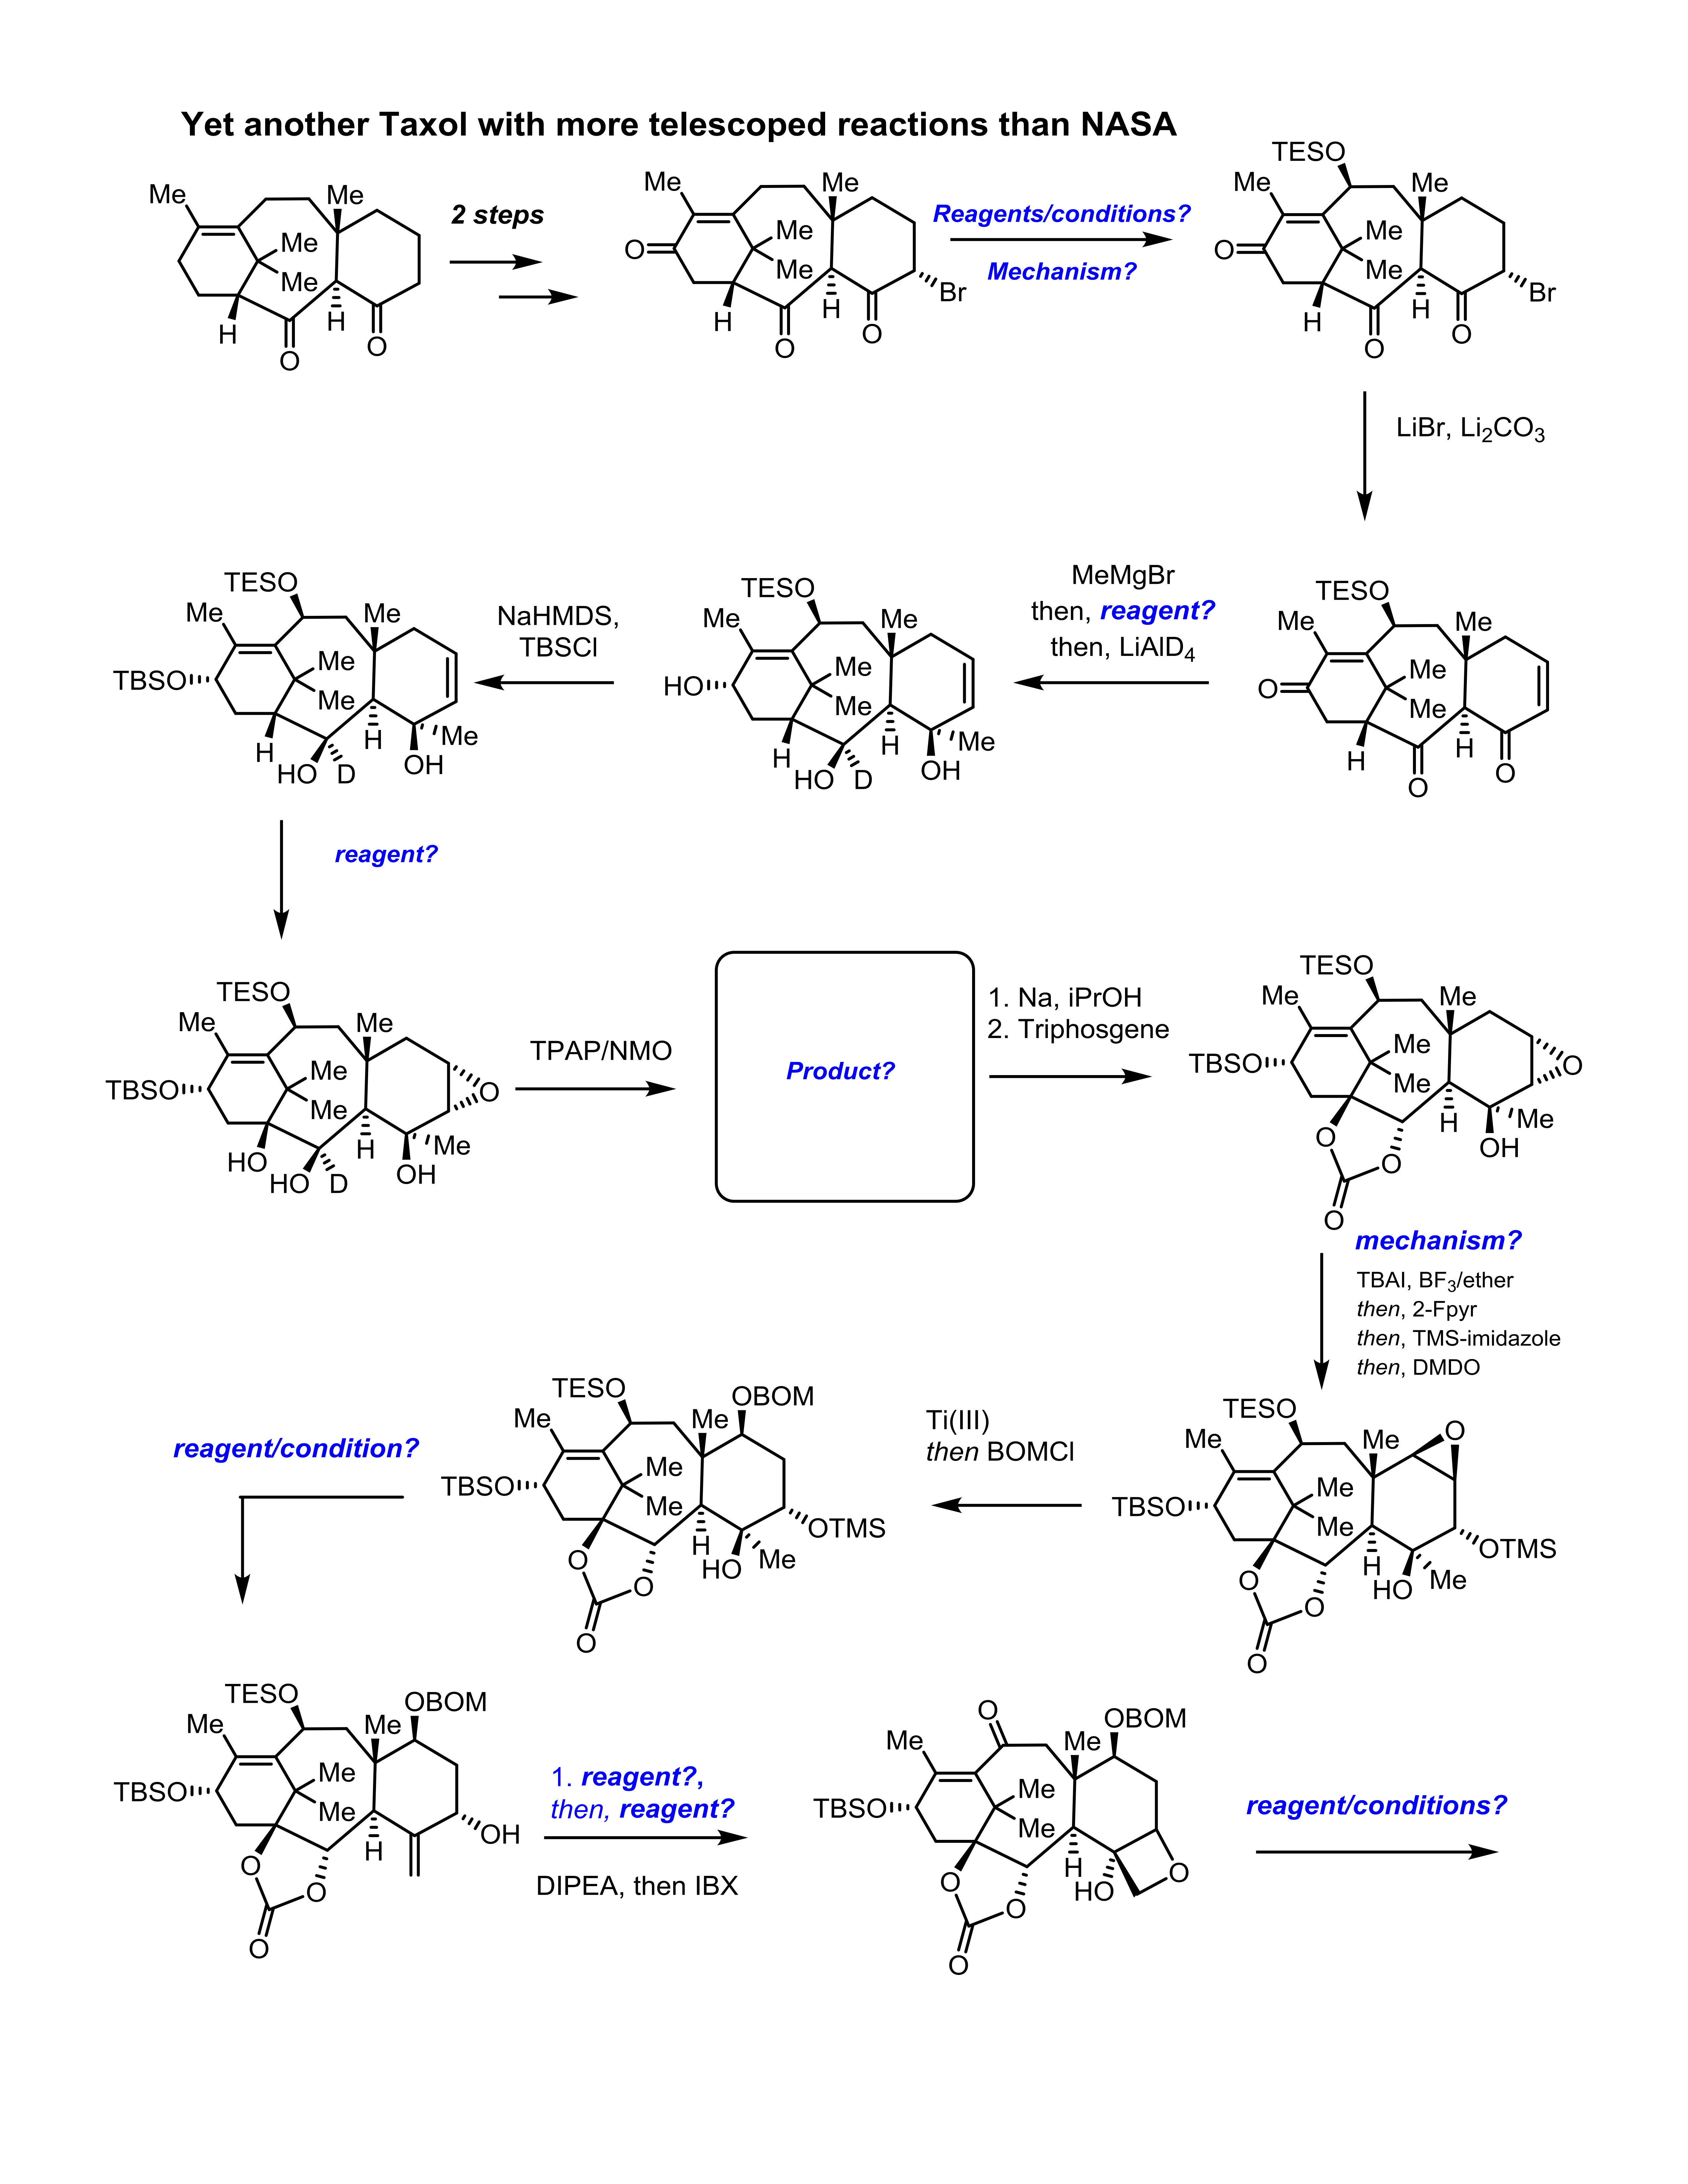 Yet another Taxol with more telescoped reactions than NASA
Me
Me
Me
Me
H
H
O
O
2 steps
Me
Me
O
Me
Me
Br
H
H
O
O
Reagents/conditions?
Mechanism?
TESO
Me
Me
O
Me
Me
Br
H
H
O
O
LiBr, Li2CO3
TESO
Me
Me
O
Me
Me
H
H
O
O
MeMgBr
then, reagent?
then, LiAlD4
TESO
Me
Me
HO
Me
Me
H
H
Me
HO
D
OH
NaHMDS,
TBSCl
TESO
Me
Me
TBSO
Me
Me
H
H
Me
HO
D
OH
reagent?
TESO
Me
Me
TBSO
Me
Me
O
HO
H
Me
HO
D
OH
TPAP/NMO
Product?
1. Na, iPrOH
2. Triphosgene
TESO
Me
Me
TBSO
Me
Me
O
H
Me
OH
O
O
O
mechanism?
TBAI, BF3/ether
then, 2-Fpyr
then, TMS-imidazole
then, DMDO
TESO
O
Me
Me
TBSO
Me
Me
OTMS
H
HO
Me
O
O
O
Ti(III)
then BOMCl
TESO
OBOM
Me
Me
TBSO
Me
Me
OTMS
H
HO
Me
O
O
O
reagent/condition?
TESO
OBOM
Me
Me
TBSO
Me
Me
OH
H
O
O
O
1. reagent?,
then, reagent?
DIPEA, then IBX
O
OBOM
Me
Me
TBSO
Me
Me
H
HO
O
O
O
O
reagent/conditions?